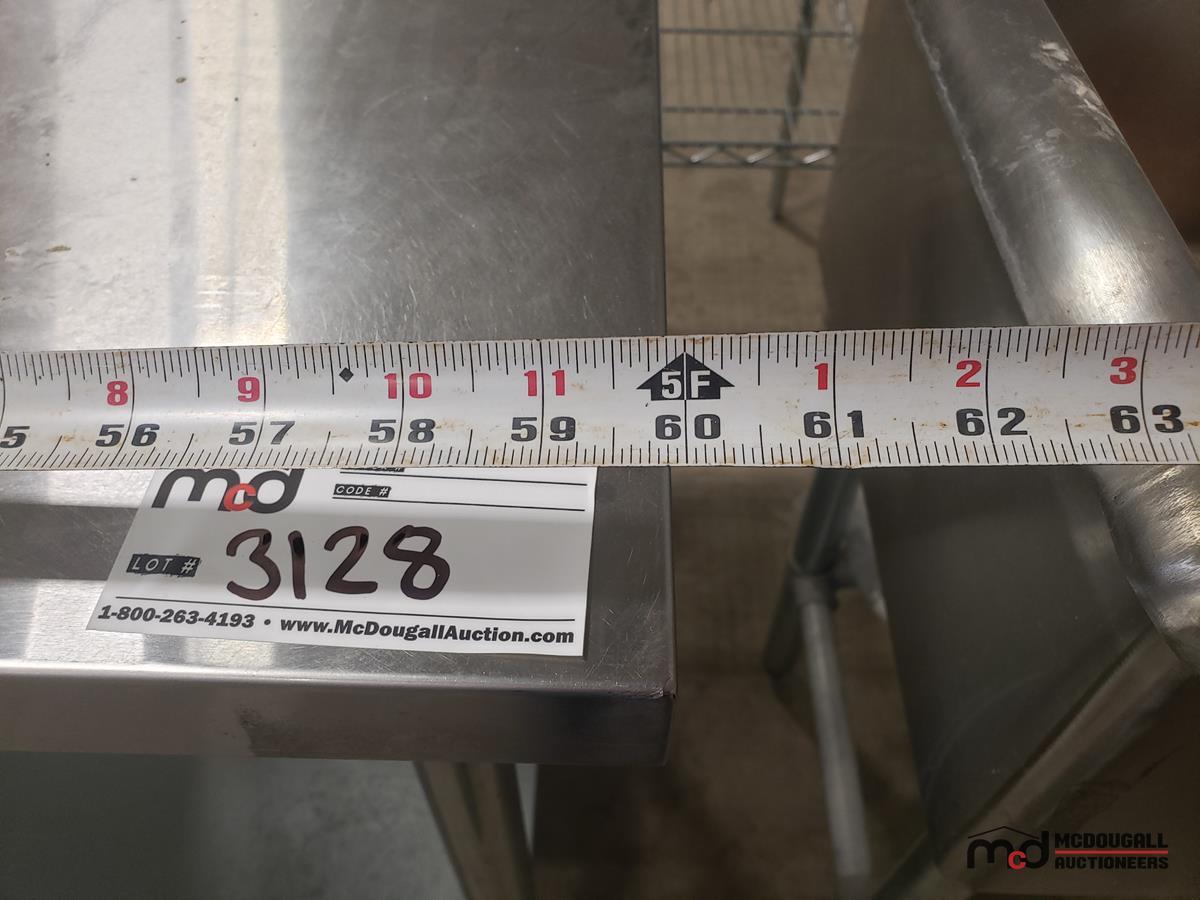 8 9 10 11 5F 1 2 3
5 56 57 58 59 60 61 62 63
McD
CODE #
LOT # 3128
1-800-263-4193 • www.McDougallAuction.com
McD MCDOUGALL
AUCTIONEERS